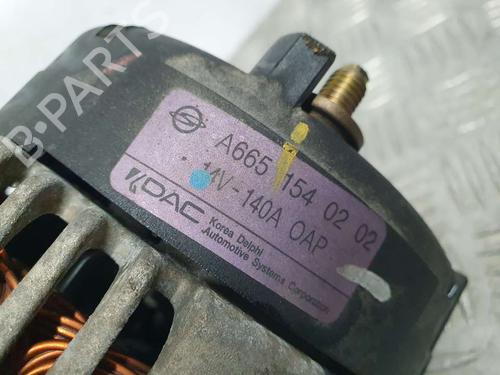 B-PARTS
A665 154 02 02
14V-140A OAP
KDAC
Korea Delphi
Automotive Systems Corporation